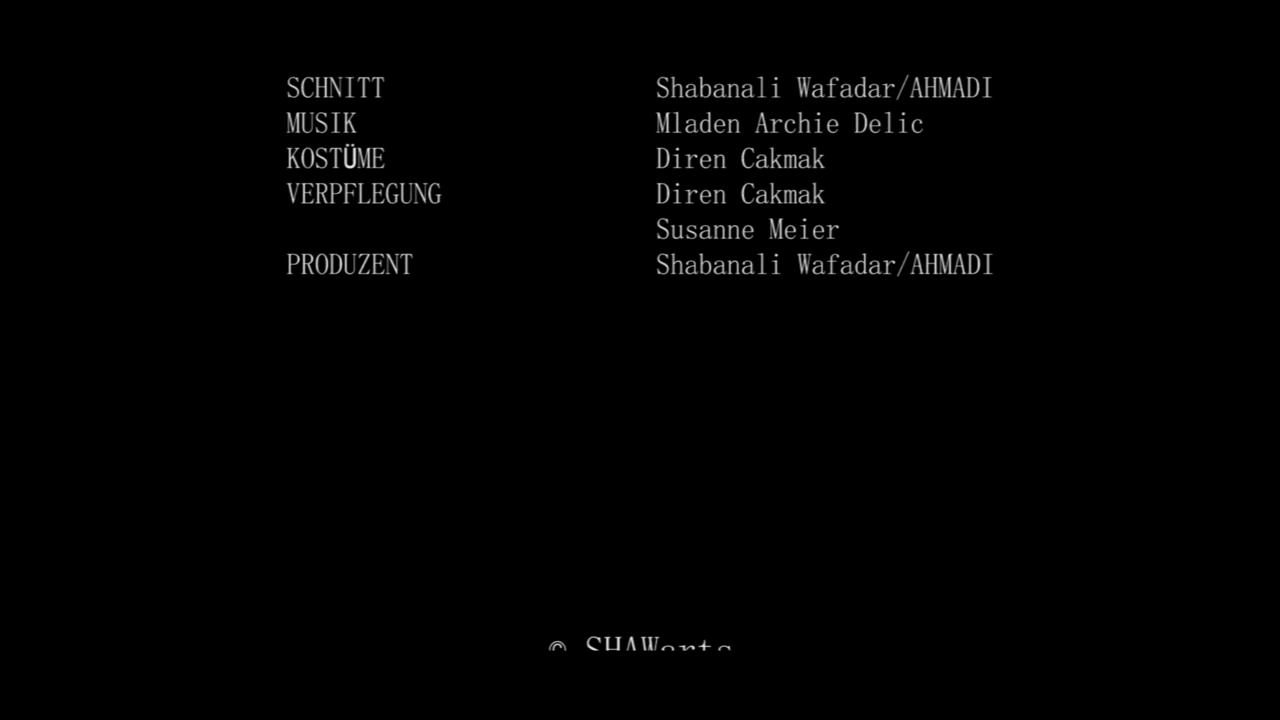 SCHNITT Shabanali Wafadar/AHMADI
MUSIK Mladen Archie Delic
KOSTÜME Diren Cakmak
VERPFLEGUNG Diren Cakmak
Susanne Meier
PRODUZENT Shabanali Wafadar/AHMADI
© SHAWarts